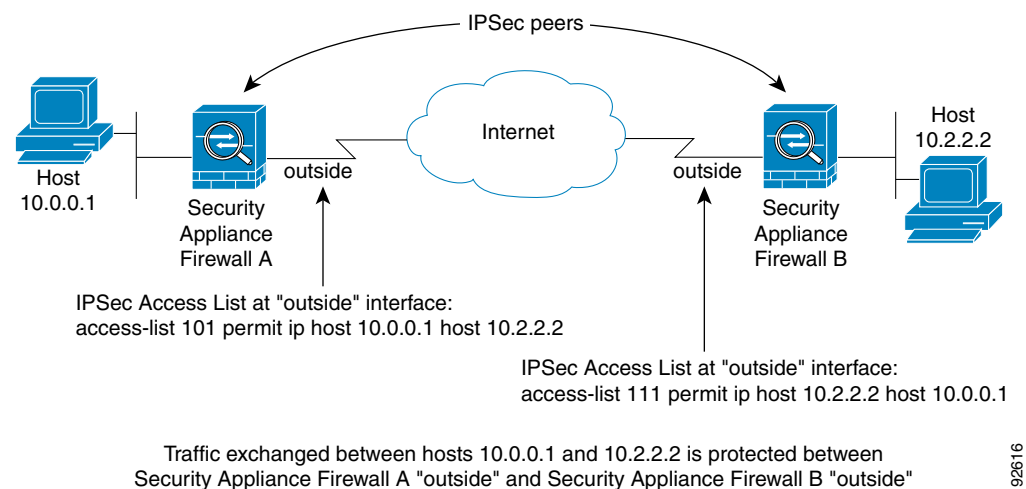 IPSec peers
Internet
Host
10.0.0.1
outside
Security
Appliance
Firewall A
outside
Security
Appliance
Firewall B
Host
10.2.2.2
IPSec Access List at "outside" interface:
access-list 101 permit ip host 10.0.0.1 host 10.2.2.2
IPSec Access List at "outside" interface:
access-list 111 permit ip host 10.2.2.2 host 10.0.0.1
Traffic exchanged between hosts 10.0.0.1 and 10.2.2.2 is protected between
Security Appliance Firewall A "outside" and Security Appliance Firewall B "outside"
92616